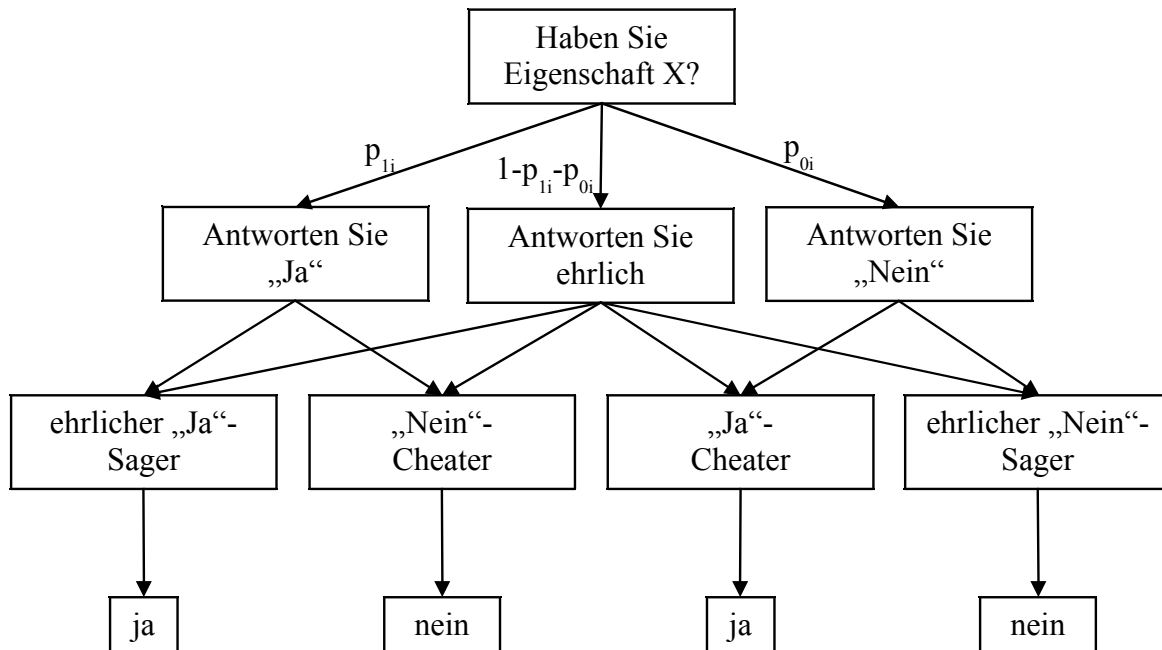 Haben Sie
Eigenschaft X?
p1i
1-p1i-p0i
p0i
Antworten Sie
„Ja“
Antworten Sie
ehrlich
Antworten Sie
„Nein“
ehrlicher „Ja“-
Sager
„Nein“-
Cheater
„Ja“-
Cheater
ehrlicher „Nein“-
Sager
ja
nein
ja
nein